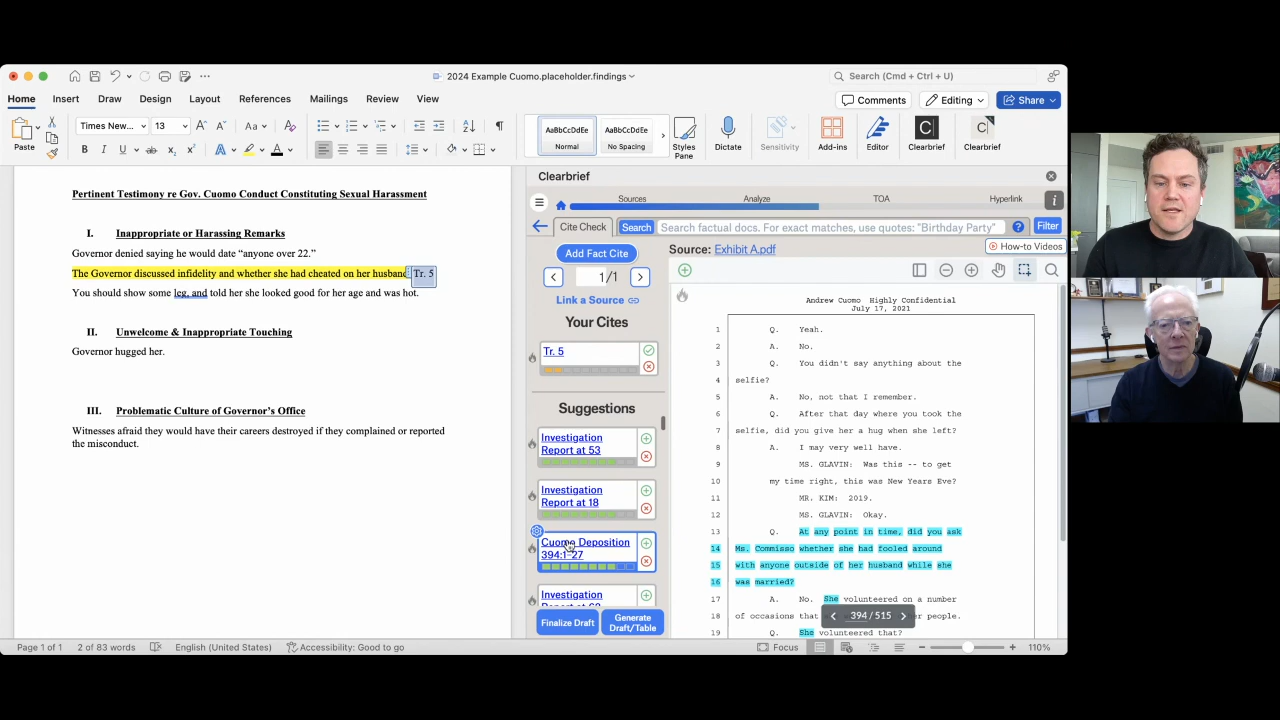 2024 Example Cuomo.placeholder.findings
Search (Cmd + Ctrl + U)
Home Insert Draw Design Layout References Mailings Review View
Comments Editing Share
Paste
Times New... 13
Aa
B I U ab x x A A
AaBbCcDdEe Normal
AaBbCcDdEe No Spacing
Styles Pane
Dictate
Sensitivity
Add-ins
Editor
Clearbrief
Clearbrief
Pertinent Testimony re Gov. Cuomo Conduct Constituting Sexual Harassment
I. Inappropriate or Harassing Remarks
Governor denied saying he would date “anyone over 22.”
The Governor discussed infidelity and whether she had cheated on her husband Tr. 5
You should show some leg, and told her she looked good for her age and was hot.
II. Unwelcome & Inappropriate Touching
Governor hugged her.
III. Problematic Culture of Governor’s Office
Witnesses afraid they would have their careers destroyed if they complained or reported
the misconduct.
Clearbrief
Sources Analyze TOA Hyperlink
Cite Check Search Search factual docs. For exact matches, use quotes: "Birthday Party" ? Filter
Add Fact Cite
1/1
Link a Source
Your Cites
Tr. 5
Suggestions
Investigation
Report at 53
Investigation
Report at 18
Cuomo Deposition
394:1-27
Investigation
Finalize Draft
Generate
Draft/Table
Source: Exhibit A.pdf
How-to Videos
Andrew Cuomo Highly Confidential
July 17, 2021
1 Q. Yeah.
2 A. No.
3 Q. You didn't say anything about the
4 selfie?
5 A. No, not that I remember.
6 Q. After that day where you took the
7 selfie, did you give her a hug when she left?
8 A. I may very well have.
9 MS. GLAVIN: Was this -- to get
10 my time right, this was New Years Eve?
11 MR. KIM: 2019.
12 MS. GLAVIN: Okay.
13 Q. At any point in time, did you ask
14 Ms. Commisso whether she had fooled around
15 with anyone outside of her husband while she
16 was married?
17 A. No. She volunteered on a number
18 of occasions that people.
19 Q. She volunteered that?
394 / 515
Page 1 of 1 2 of 83 words English (United States) Accessibility: Good to go
Focus 110%